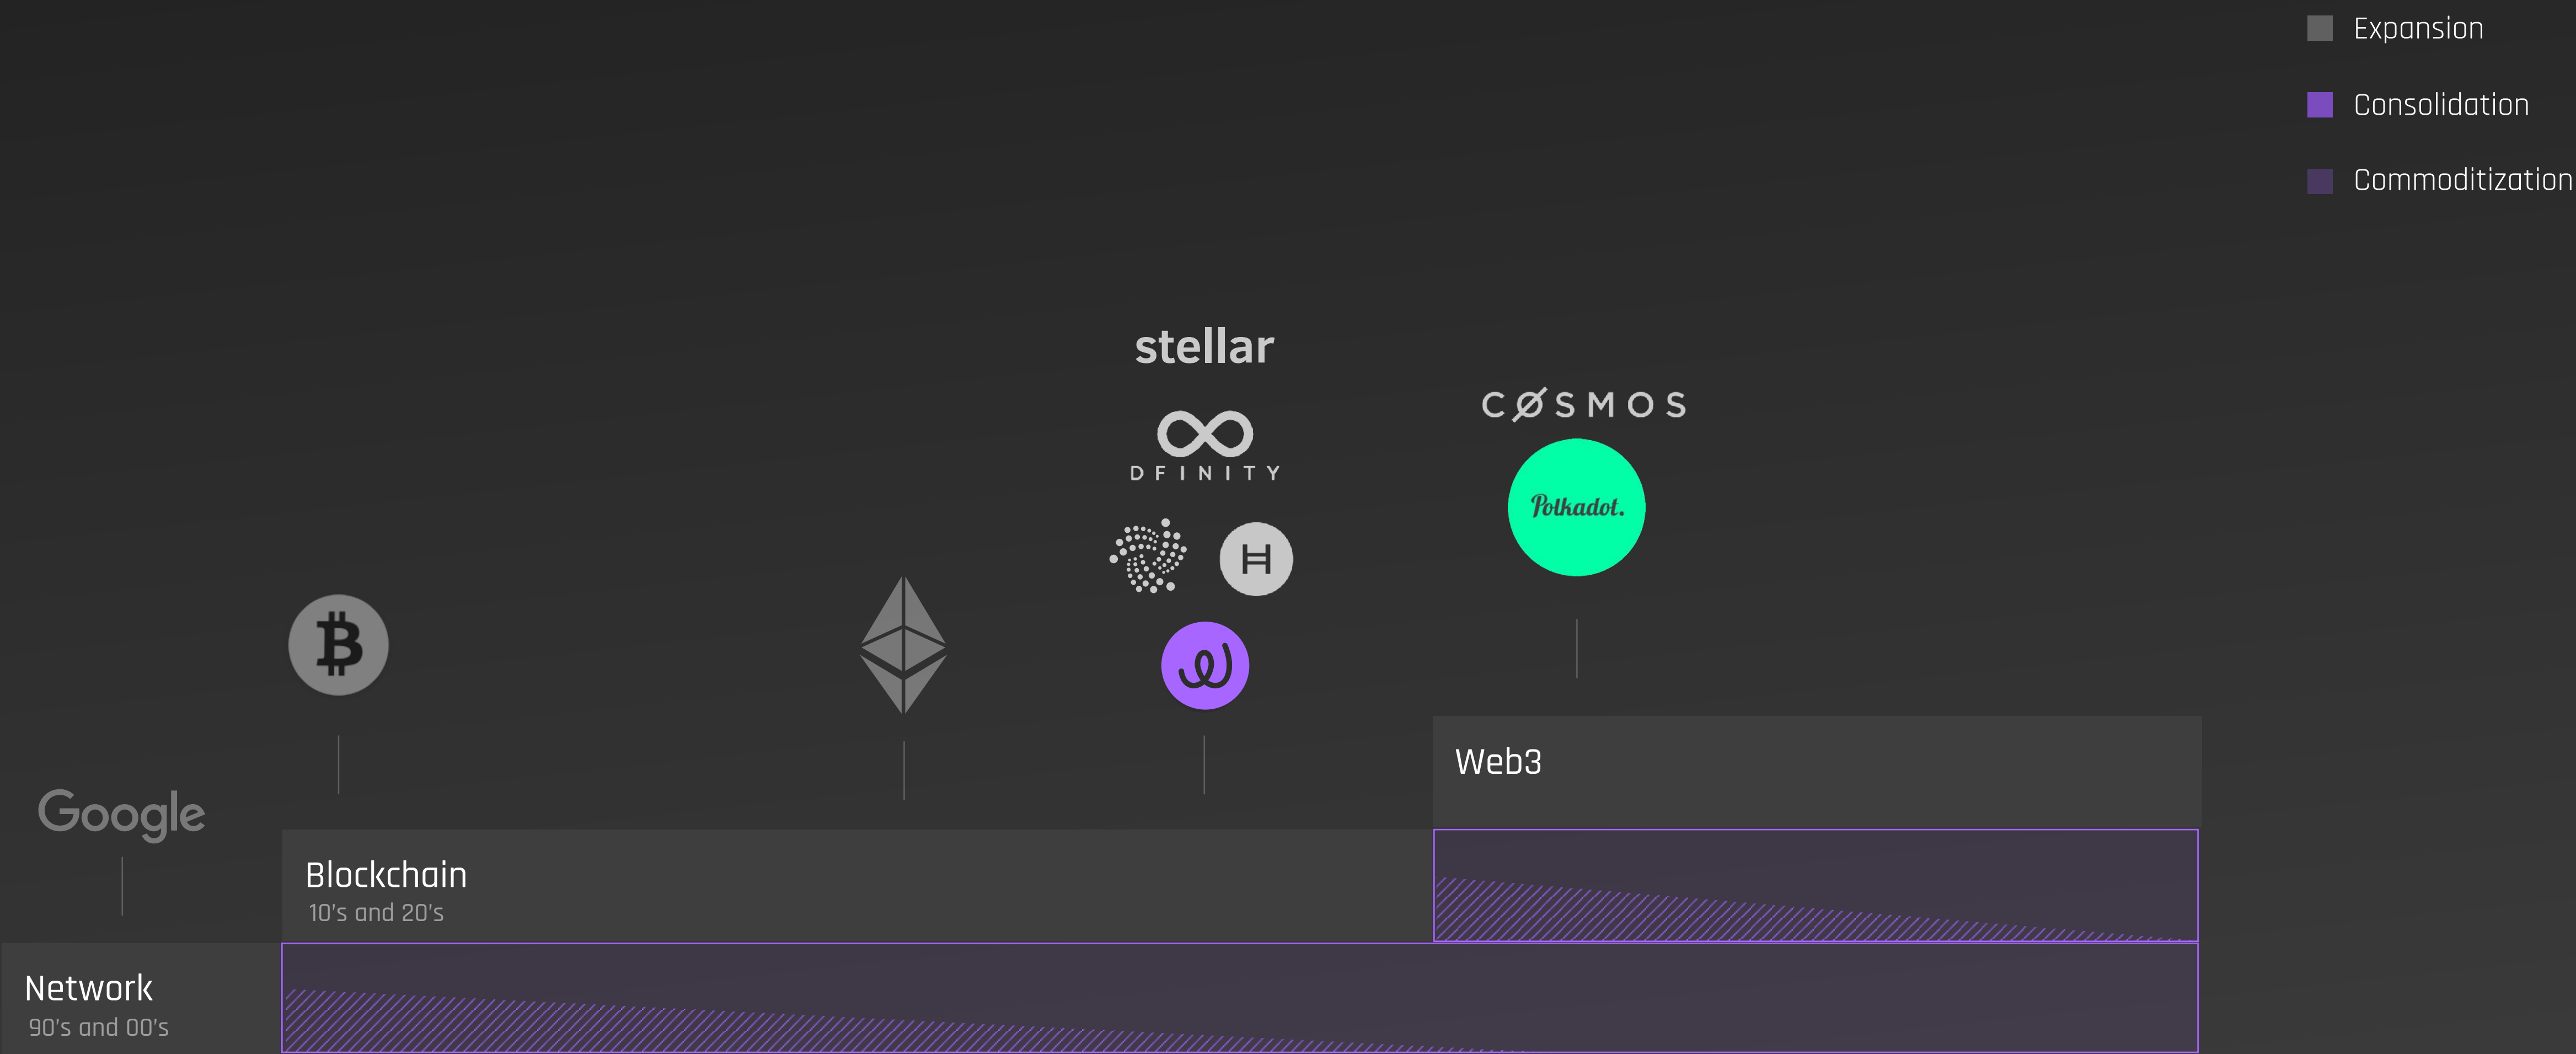 Expansion
Consolidation
Commoditization
stellar
CØSMOS
DFINITY
Polkadot.
Web3
Google
Blockchain
10's and 20's
Network
90's and 00's